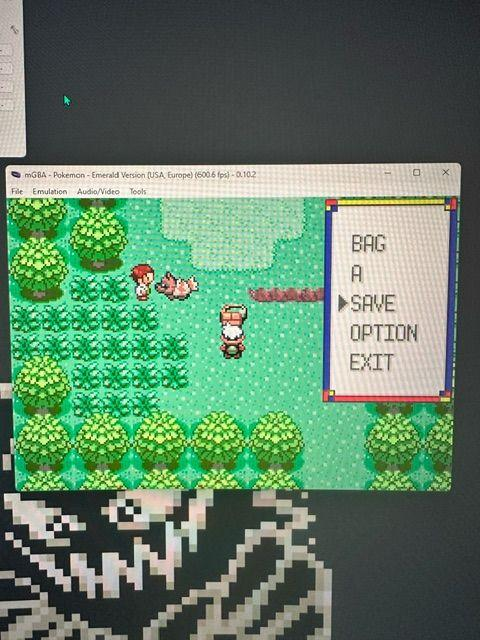 mGBA - Pokemon - Emerald Version (USA, Europe) (600.6 fps) - 0.10.2
File Emulation Audio/Video Tools
BAG
A
SAVE
OPTION
EXIT